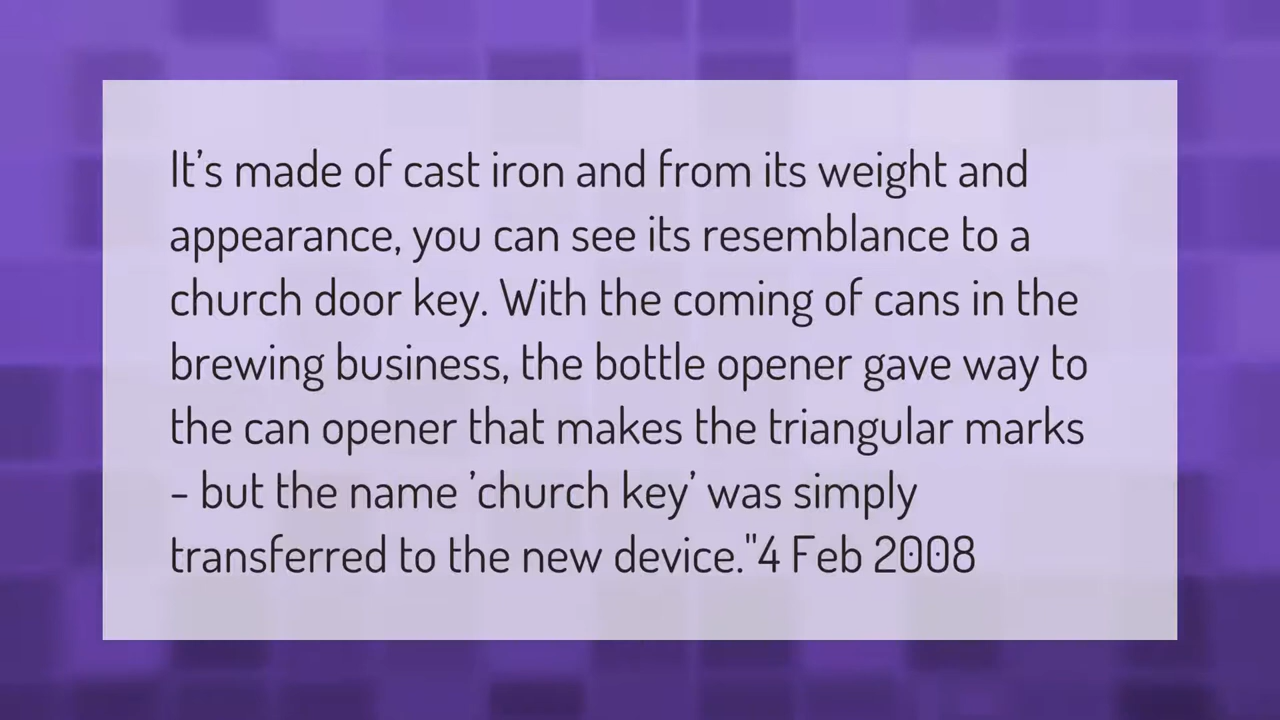 It’s made of cast iron and from its weight and
appearance, you can see its resemblance to a
church door key. With the coming of cans in the
brewing business, the bottle opener gave way to
the can opener that makes the triangular marks
- but the name ’church key’ was simply
transferred to the new device."4 Feb 2008